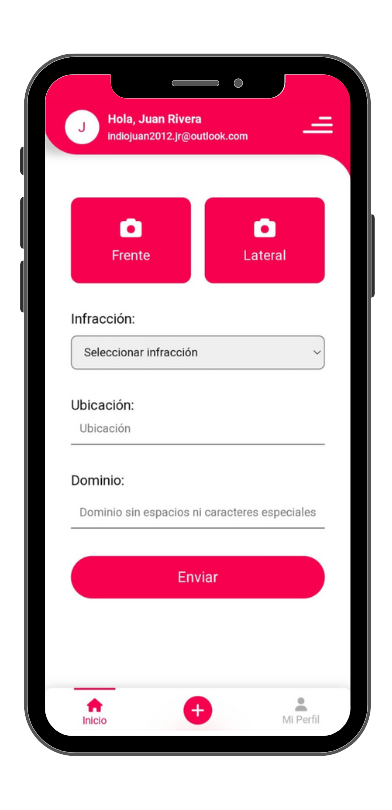 J
Hola, Juan Rivera
indiojuan2012.jr@outlook.com
Frente
Lateral
Infracción:
Seleccionar infracción
Ubicación:
Ubicación
Dominio:
Dominio sin espacios ni caracteres especiales
Enviar
Inicio
Mi Perfil